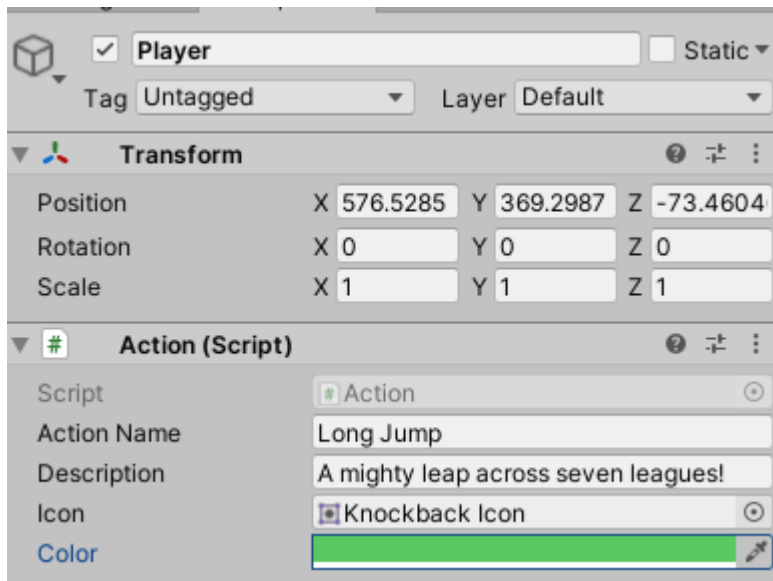 Player Static
Tag Untagged Layer Default
Transform
Position X 576.5285 Y 369.2987 Z -73.4604
Rotation X 0 Y 0 Z 0
Scale X 1 Y 1 Z 1
# Action (Script)
Script # Action
Action Name Long Jump
Description A mighty leap across seven leagues!
Icon Knockback Icon
Color